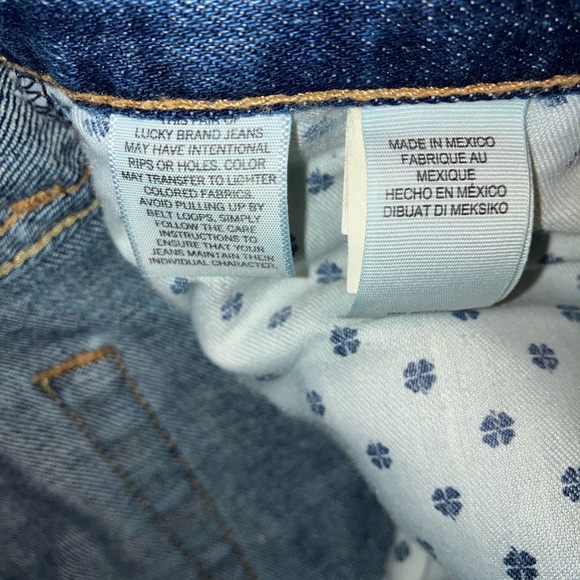 THIS PAIR OF
LUCKY BRAND JEANS
MAY HAVE INTENTIONAL
RIPS OR HOLES. COLOR
MAY TRANSFER TO LIGHTER
COLORED FABRICS.
AVOID PULLING UP BY
BELT LOOPS, SIMPLY
FOLLOW THE CARE
INSTRUCTIONS TO
ENSURE THAT YOUR
JEANS MAINTAIN THEIR
INDIVIDUAL CHARACTER
MADE IN MEXICO
FABRIQUE AU
MEXIQUE
HECHO EN MÉXICO
DIBUAT DI MEKSIKO